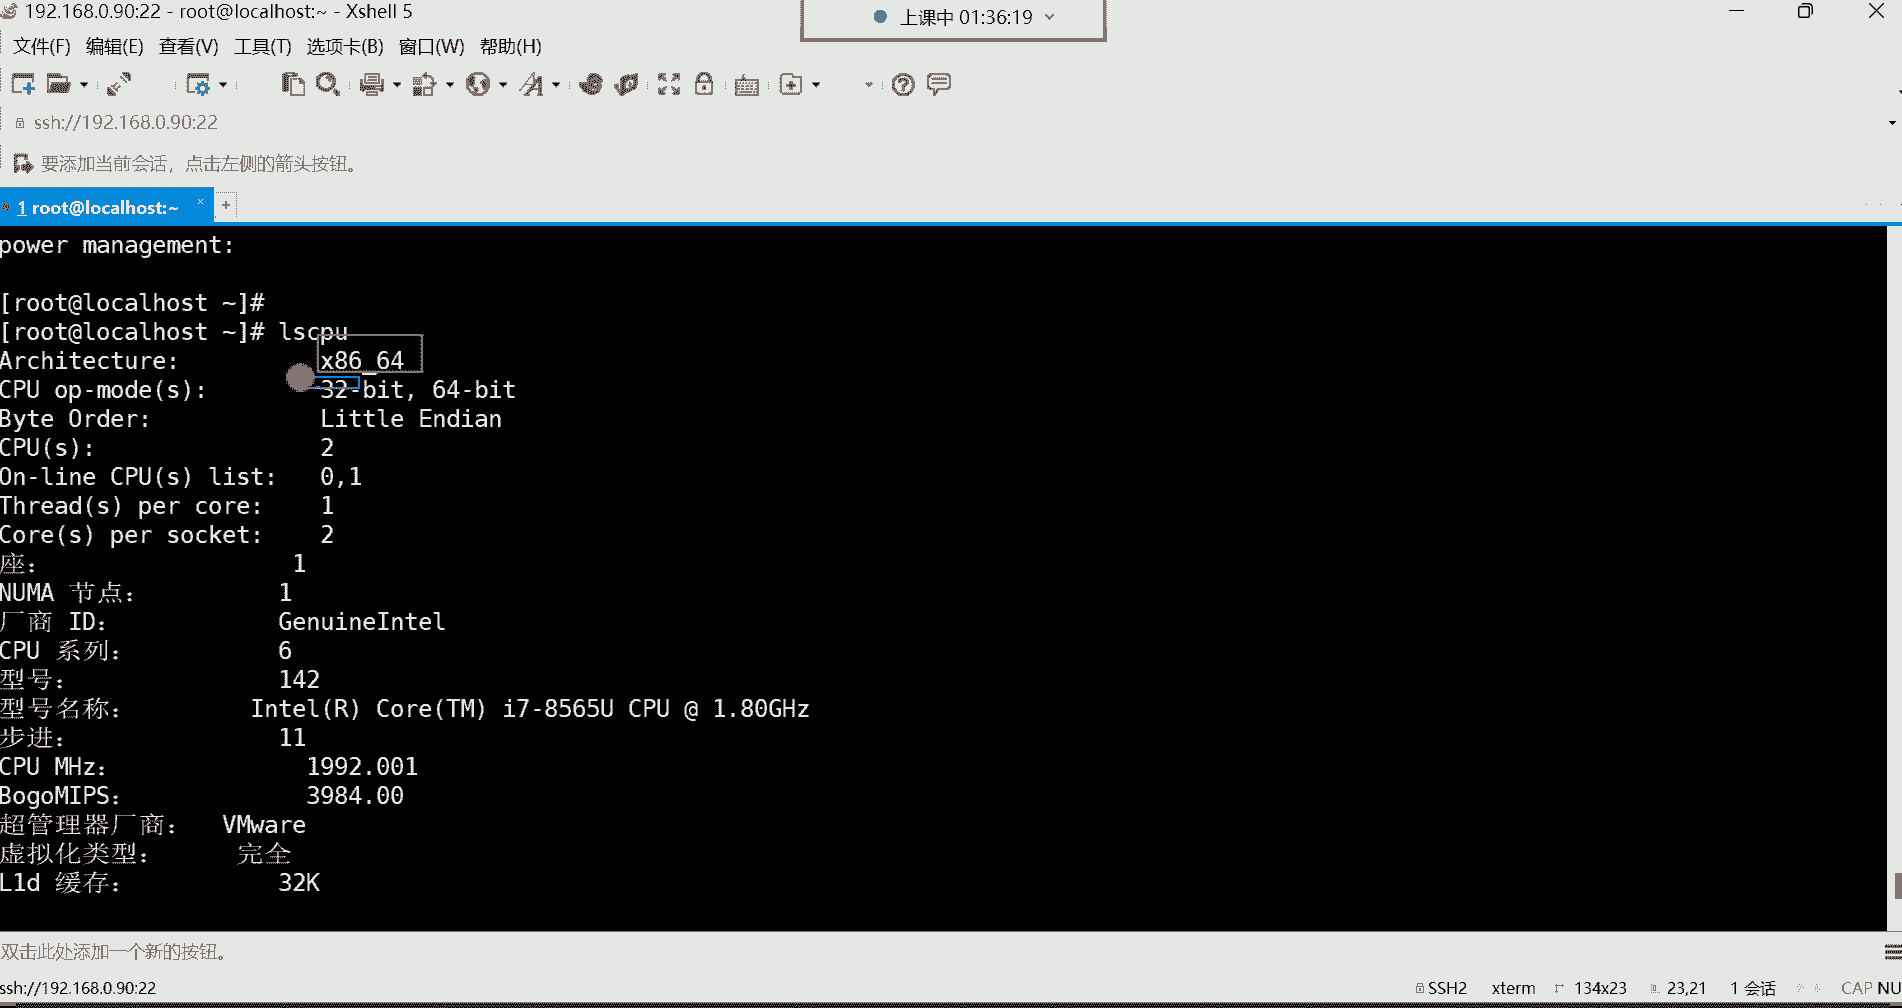 192.168.0.90:22 - root@localhost:~ - Xshell 5
上课中 01:36:19
文件(F) 编辑(E) 查看(V) 工具(T) 选项卡(B) 窗口(W) 帮助(H)
ssh://192.168.0.90:22
要添加当前会话，点击左侧的箭头按钮。
1 root@localhost:~ × +
power management:
[root@localhost ~]#
[root@localhost ~]# lscpu
Architecture: x86_64
CPU op-mode(s): 32-bit, 64-bit
Byte Order: Little Endian
CPU(s): 2
On-line CPU(s) list: 0,1
Thread(s) per core: 1
Core(s) per socket: 2
座： 1
NUMA 节点： 1
厂商 ID： GenuineIntel
CPU 系列： 6
型号： 142
型号名称： Intel(R) Core(TM) i7-8565U CPU @ 1.80GHz
步进： 11
CPU MHz： 1992.001
BogoMIPS： 3984.00
超管理器厂商： VMware
虚拟化类型： 完全
L1d 缓存： 32K
双击此处添加一个新的按钮。
ssh://192.168.0.90:22 SSH2 xterm 134x23 23,21 1 会话 CAP NU